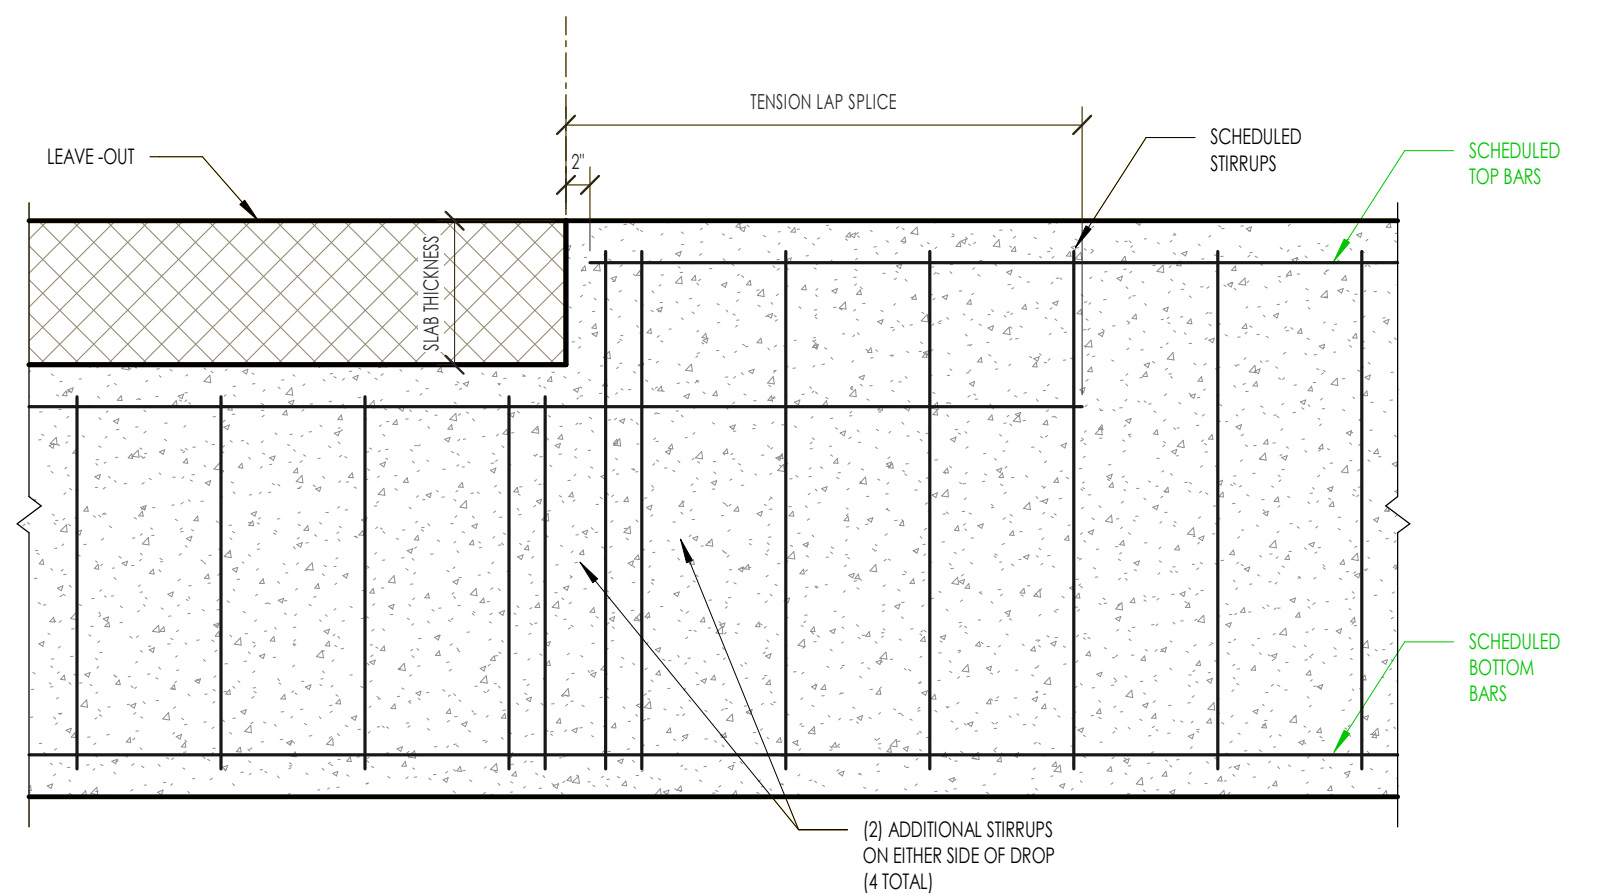 TENSION LAP SPLICE
LEAVE -OUT
2"
SCHEDULED
STIRRUPS
SCHEDULED
TOP BARS
SLAB THICKNESS
SCHEDULED
BOTTOM
BARS
(2) ADDITIONAL STIRRUPS
ON EITHER SIDE OF DROP
(4 TOTAL)